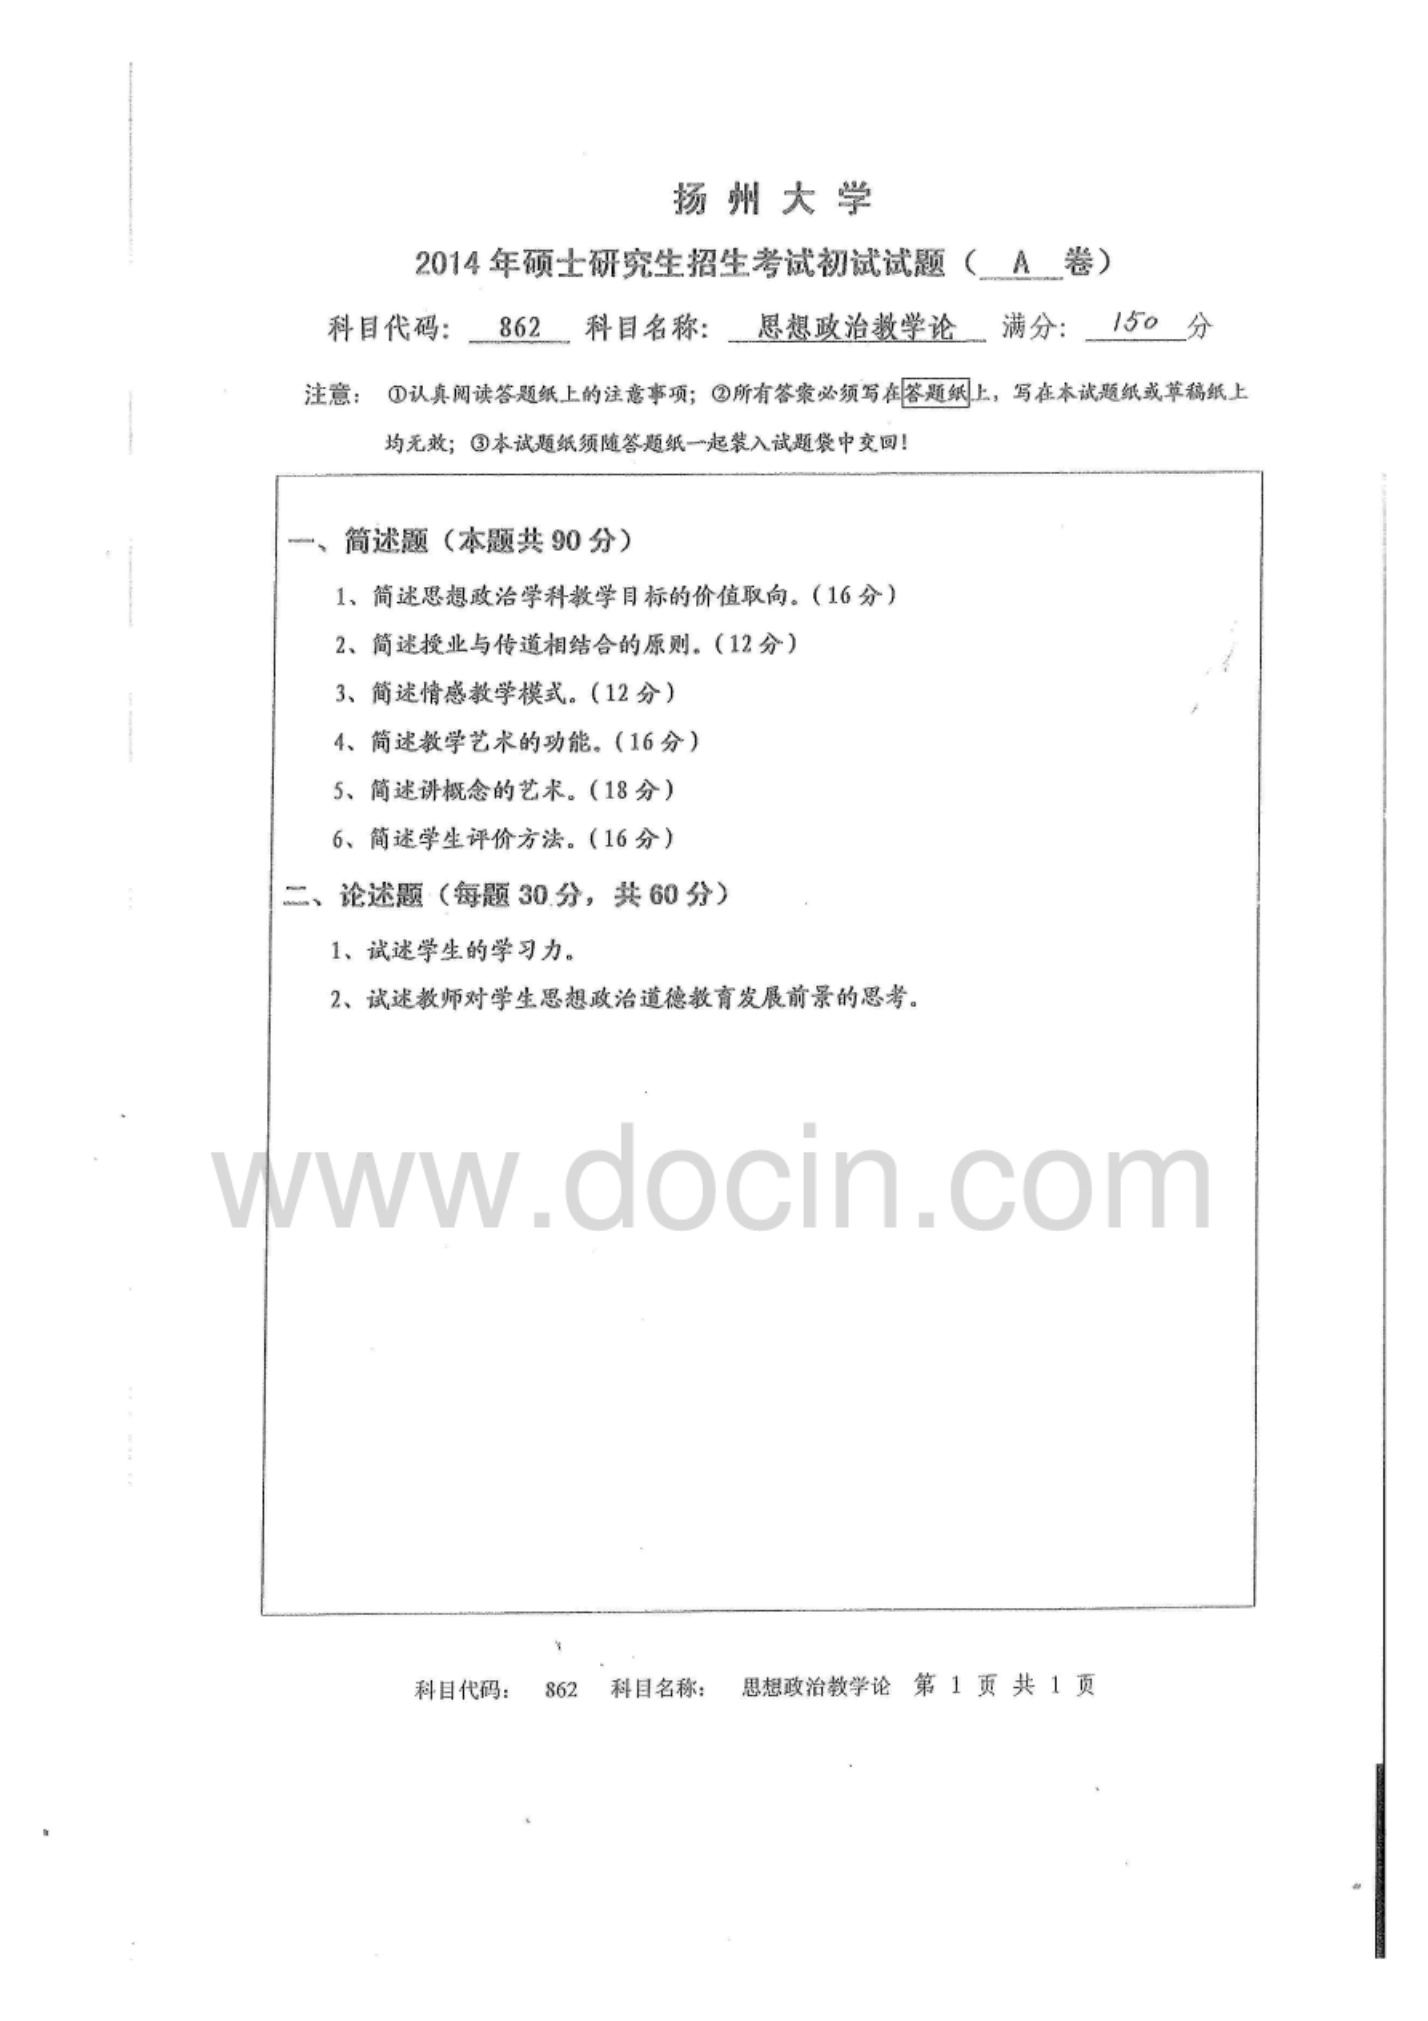 扬州大学
2014年硕士研究生招生考试初试试题（ A 卷）
科目代码： 862 科目名称： 思想政治教学论 满分： 150 分
注意： ①认真阅读答题纸上的注意事项；②所有答案必须写在答题纸上，写在本试题纸或草稿纸上
均无效；③本试题纸须随答题纸一起装入试题袋中交回！
一、简述题（本题共90分）
1、简述思想政治学科教学目标的价值取向。（16分）
2、简述授业与传道相结合的原则。（12分）
3、简述情感教学模式。（12分）
4、简述教学艺术的功能。（16分）
5、简述讲概念的艺术。（18分）
6、简述学生评价方法。（16分）
二、论述题（每题30分，共60分）
1、试述学生的学习力。
2、试述教师对学生思想政治道德教育发展前景的思考。
www.docin.com
科目代码： 862 科目名称： 思想政治教学论 第 1 页 共 1 页